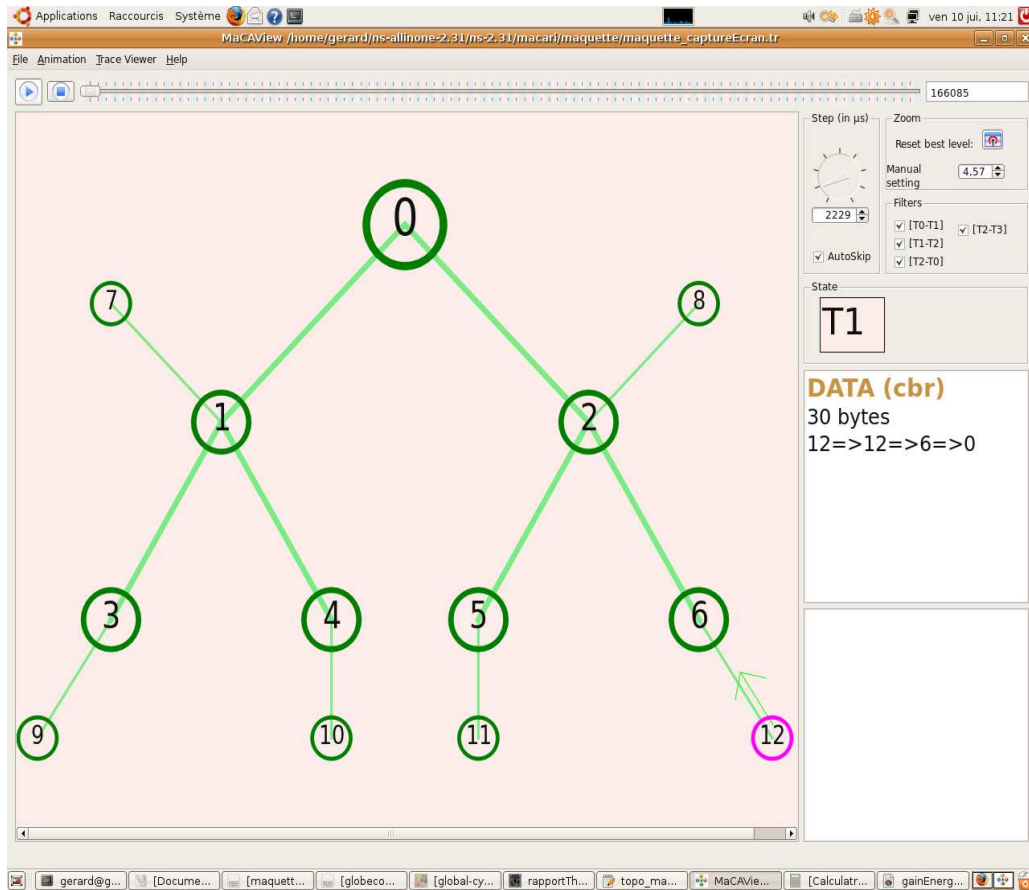 Applications Raccourcis Système ven 10 jui, 11:21
MaCAView /home/gerard/ns-allinone-2.31/ns-2.31/macari/maquette/maquette_captureEcran.tr
File Animation Trace Viewer Help
166085
Step (in µs)
2229
AutoSkip
Zoom
Reset best level:
Manual setting 4,57
Filters
[T0-T1] [T2-T3]
[T1-T2]
[T2-T0]
State
T1
DATA (cbr)
30 bytes
12=>12=>6=>0
0
7 8
1 2
3 4 5 6
9 10 11 12
gerard@g... [Docume... [maquett... [globeco... [global-cy... rapportTh... topo_ma... MaCAVie... [Calculatr... gainEnerg...